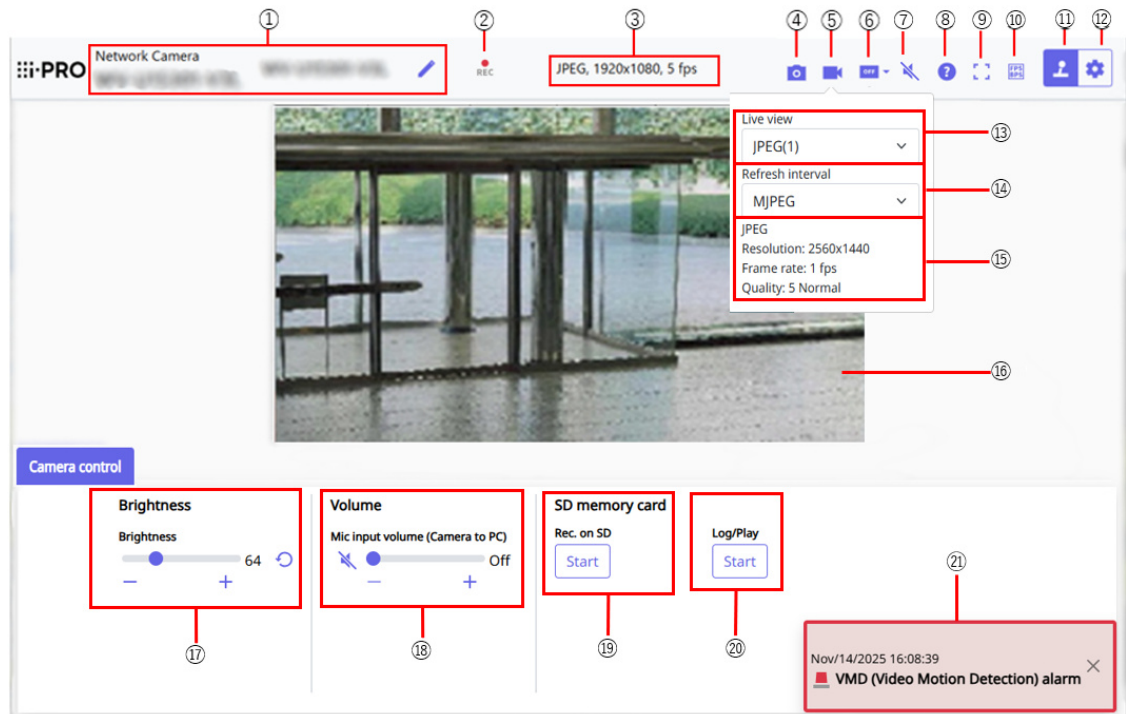 ① ② ③ ④ ⑤ ⑥ ⑦ ⑧ ⑨ ⑩ ⑪ ⑫
i-PRO
Network Camera
REC
JPEG, 1920x1080, 5 fps
OFF
FPS
BPS
Live view
JPEG(1)
⑬
Refresh interval
MJPEG
⑭
JPEG
Resolution: 2560x1440
Frame rate: 1 fps
Quality: 5 Normal
⑮
⑯
Camera control
Brightness
Brightness
64
⑰
Volume
Mic input volume (Camera to PC)
Off
⑱
SD memory card
Rec. on SD
Start
⑲
Log/Play
Start
⑳
㉑
Nov/14/2025 16:08:39
VMD (Video Motion Detection) alarm